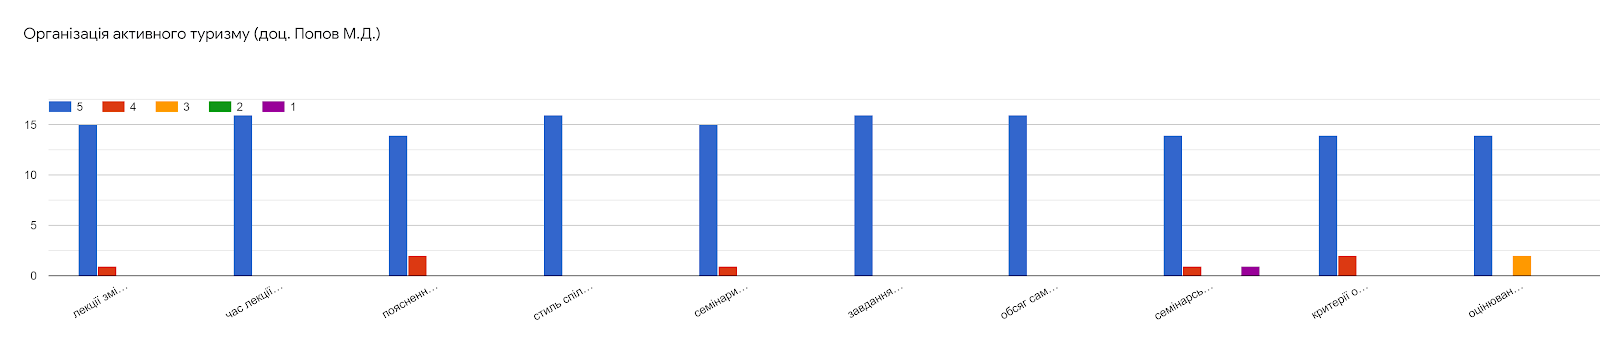 Організація активного туризму (доц. Попов М.Д.)
5 4 3 2 1
15
10
5
0
лекції змі…
час лекції…
поясненн…
стиль спіл…
семінари…
завдання…
обсяг сам…
семінарсь…
критерії о…
оцінюван…